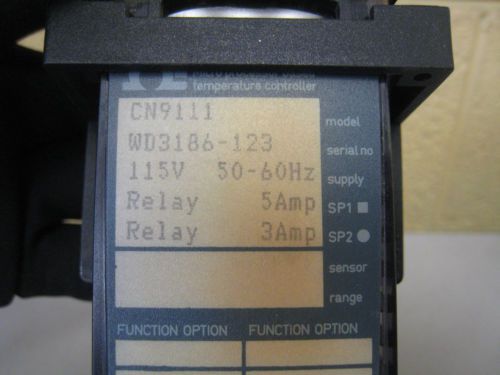 temperature controller
CN9111 model
WD3186-123 serial no
115V 50-60Hz supply
Relay 5Amp SP1
Relay 3Amp SP2
sensor
range
FUNCTION OPTION FUNCTION OPTION